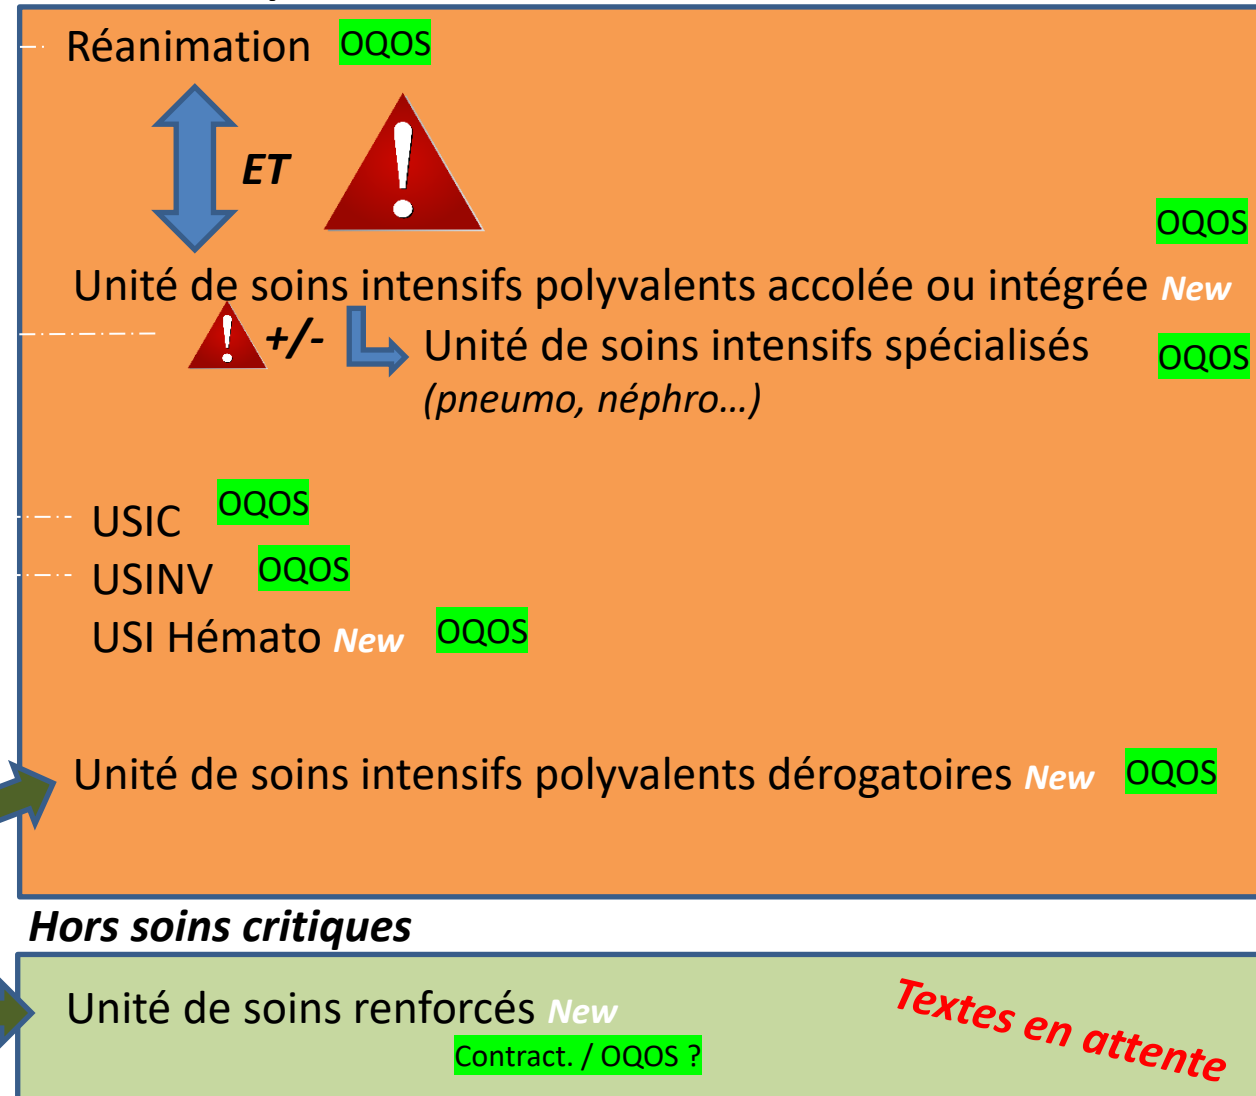 Réanimation OQOS
ET
OQOS
Unité de soins intensifs polyvalents accolée ou intégrée New
+/- Unité de soins intensifs spécialisés OQOS
(pneumo, néphro…)
USIC OQOS
USINV OQOS
USI Hémato New OQOS
Unité de soins intensifs polyvalents dérogatoires New OQOS
Hors soins critiques
Unité de soins renforcés New
Textes en attente
Contract. / OQOS ?